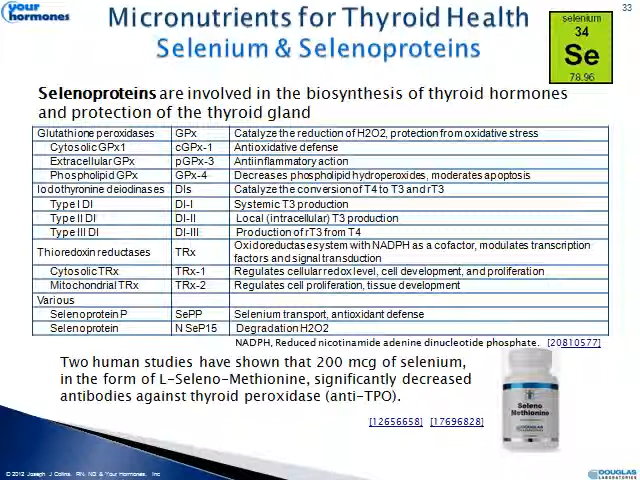 your
hormones
Micronutrients for Thyroid Health
33
Selenium & Selenoproteins
selenium
34
Se
78.96
Selenoproteins are involved in the biosynthesis of thyroid hormones
and protection of the thyroid gland
Glutathione peroxidases GPx Catalyze the reduction of H2O2, protection from oxidative stress
Cytosolic GPx1 cGPx-1 Antioxidative defense
Extracellular GPx pGPx-3 Antiinflammatory action
Phospholipid GPx GPx-4 Decreases phospholipid hydroperoxides, moderates apoptosis
Iodothyronine deiodinases DIs Catalyze the conversion of T4 to T3 and rT3
Type I DI DI-I Systemic T3 production
Type II DI DI-II Local (intracellular) T3 production
Type III DI DI-III Production of rT3 from T4
Thioredoxin reductases TRx Oxidoreductase system with NADPH as a cofactor, modulates transcription
factors and signal transduction
Cytosolic TRx TRx-1 Regulates cellular redox level, cell development, and proliferation
Mitochondrial TRx TRx-2 Regulates cell proliferation, tissue development
Various
Selenoprotein P SePP Selenium transport, antioxidant defense
Selenoprotein N SeP15 Degradation H2O2
NADPH, Reduced nicotinamide adenine dinucleotide phosphate. [20810577]
Two human studies have shown that 200 mcg of selenium,
in the form of L-Seleno-Methionine, significantly decreased
antibodies against thyroid peroxidase (anti-TPO).
[12656658] [17696828]
Seleno
Methionine
DOUGLAS
© 2012 Joseph J Collins, RN, ND & Your Hormones, Inc
DOUGLAS
LABORATORIES